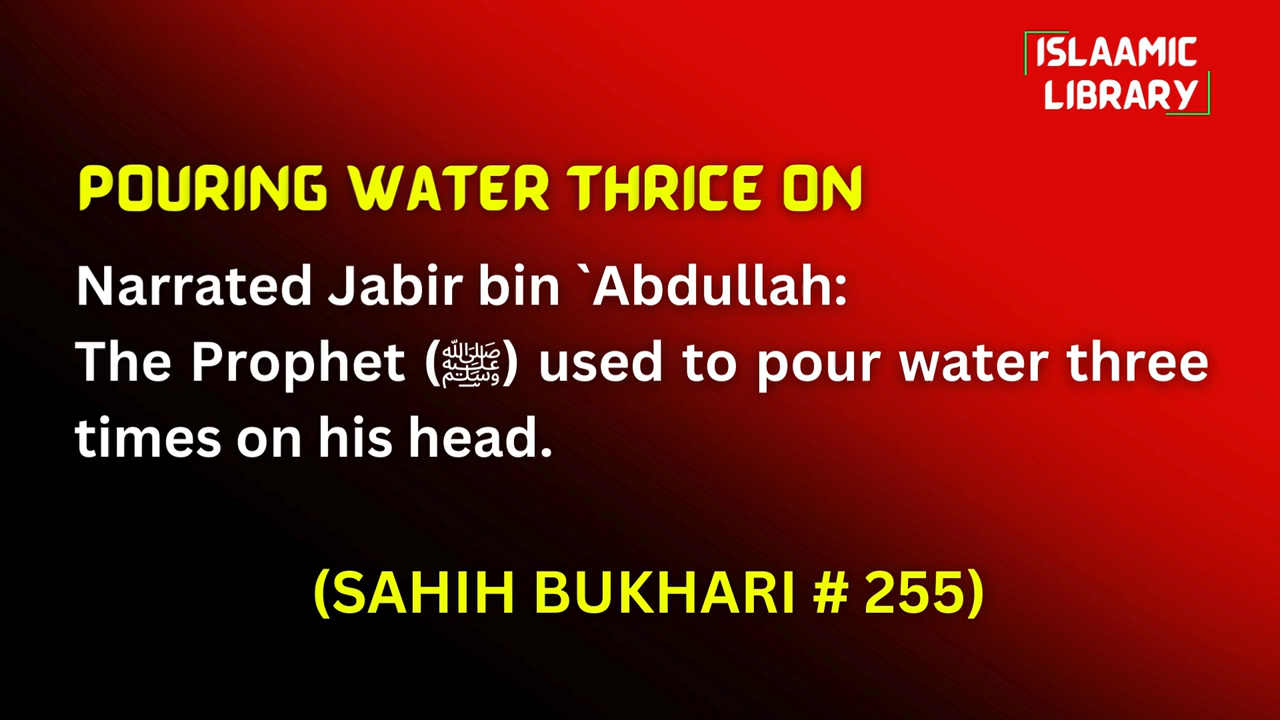 ISLAAMIC
LIBRARY
POURING WATER THRICE ON
Narrated Jabir bin `Abdullah:
The Prophet (ﷺ) used to pour water three
times on his head.
(SAHIH BUKHARI # 255)